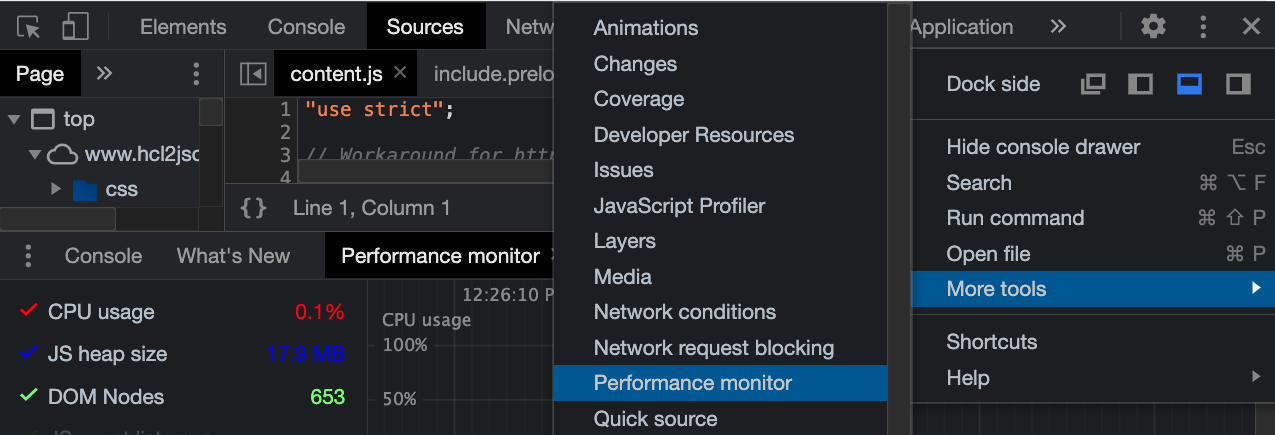 Elements Console Sources Netw Application
Page content.js include.prelo
1 "use strict";
2
3 // Workaround for http
4
top
www.hcl2jsc
css
{} Line 1, Column 1
Console What's New Performance monitor
CPU usage 0.1%
JS heap size 17.9 MB
DOM Nodes 653
12:26:10 P
CPU usage
100%
50%
Animations
Changes
Coverage
Developer Resources
Issues
JavaScript Profiler
Layers
Media
Network conditions
Network request blocking
Performance monitor
Quick source
Dock side
Hide console drawer Esc
Search ⌘ ⌥ F
Run command ⌘ ⇧ P
Open file ⌘ P
More tools
Shortcuts
Help